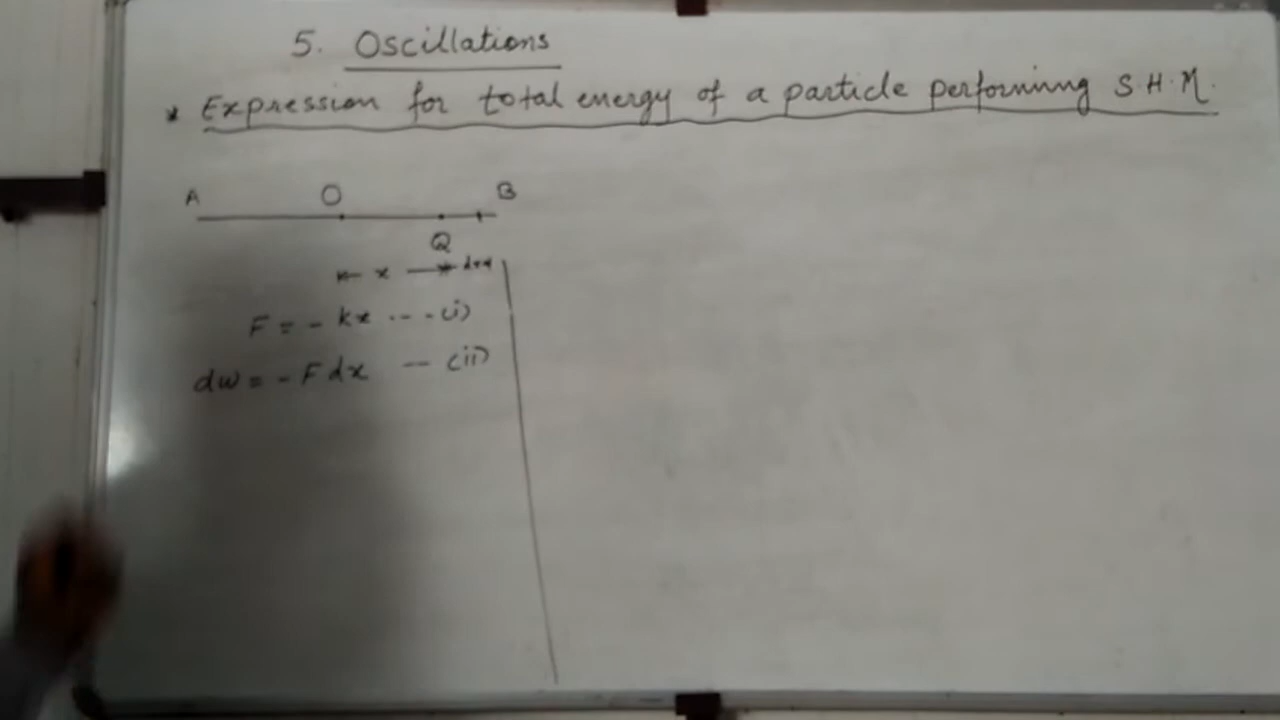 5. Oscillations
* Expression for total energy of a particle performing S.H.M.
A O B
Q
x dx
F = - kx --- (i)
dw = - F dx -- (ii)